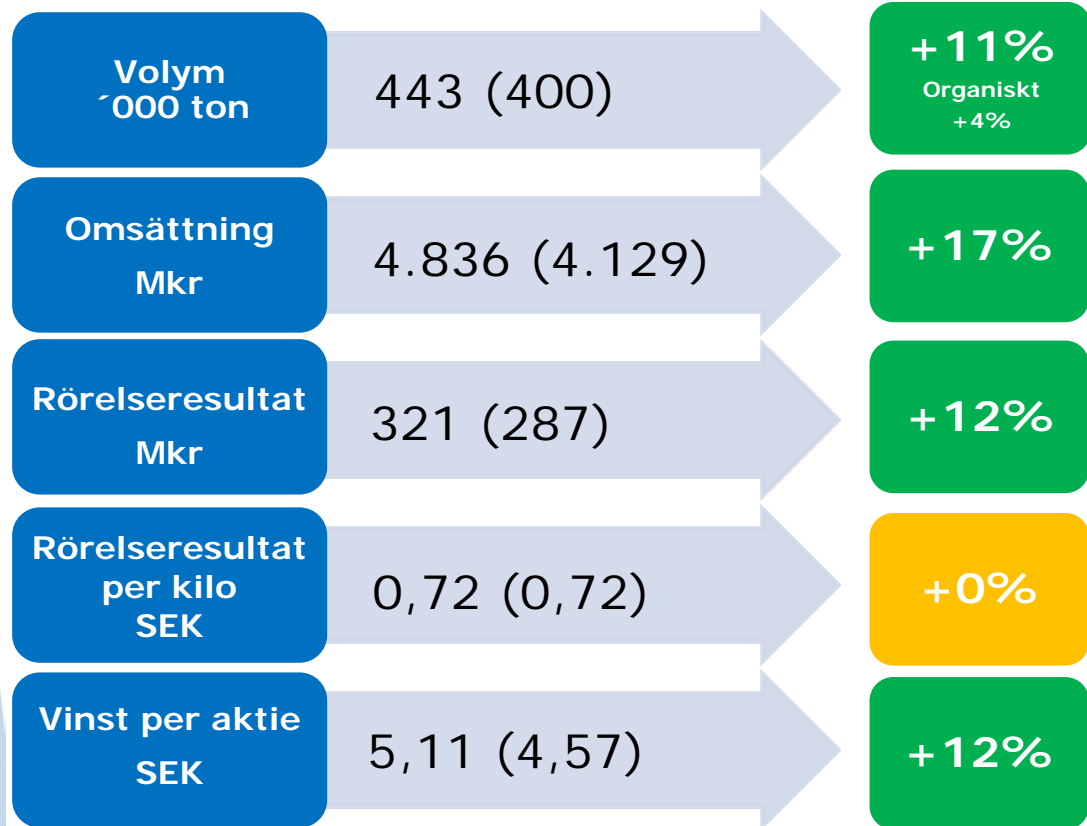 Volym
´000 ton
443 (400)
+11%
Organiskt
+4%
Omsättning
Mkr
4.836 (4.129)
+17%
Rörelseresultat
Mkr
321 (287)
+12%
Rörelseresultat
per kilo
SEK
0,72 (0,72)
+0%
Vinst per aktie
SEK
5,11 (4,57)
+12%